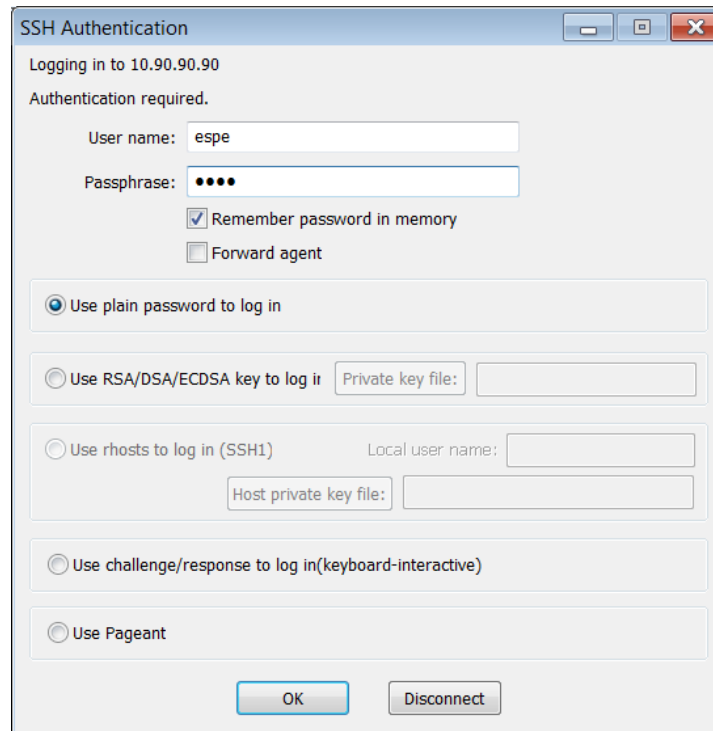 SSH Authentication
Logging in to 10.90.90.90
Authentication required.
User name: espe
Passphrase: ••••
Remember password in memory
Forward agent
Use plain password to log in
Use RSA/DSA/ECDSA key to log ir Private key file:
Use rhosts to log in (SSH1) Local user name:
Host private key file:
Use challenge/response to log in(keyboard-interactive)
Use Pageant
OK Disconnect